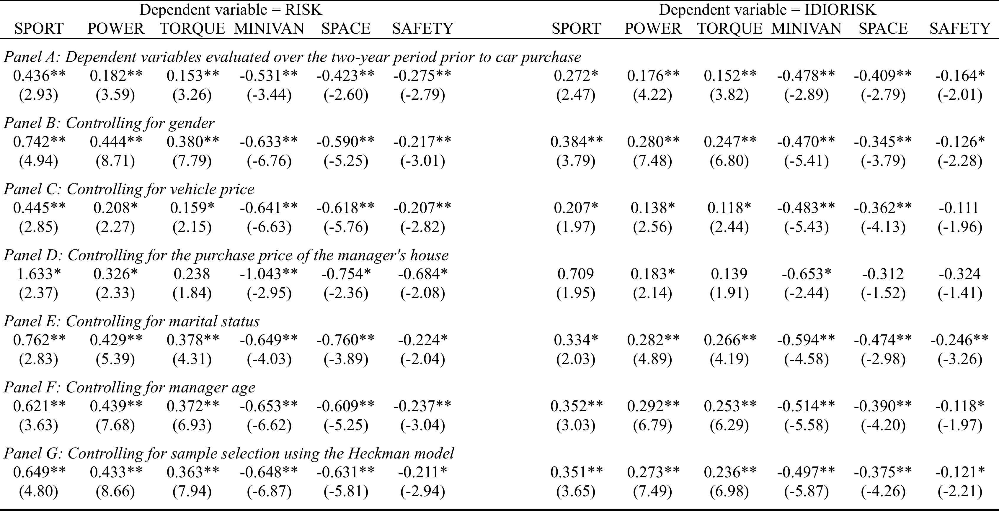 Dependent variable = RISK Dependent variable = IDIORISK
SPORT POWER TORQUE MINIVAN SPACE SAFETY SPORT POWER TORQUE MINIVAN SPACE SAFETY
Panel A: Dependent variables evaluated over the two-year period prior to car purchase
0.436** 0.182** 0.153** -0.531** -0.423** -0.275** 0.272* 0.176** 0.152** -0.478** -0.409** -0.164*
(2.93) (3.59) (3.26) (-3.44) (-2.60) (-2.79) (2.47) (4.22) (3.82) (-2.89) (-2.79) (-2.01)
Panel B: Controlling for gender
0.742** 0.444** 0.380** -0.633** -0.590** -0.217** 0.384** 0.280** 0.247** -0.470** -0.345** -0.126*
(4.94) (8.71) (7.79) (-6.76) (-5.25) (-3.01) (3.79) (7.48) (6.80) (-5.41) (-3.79) (-2.28)
Panel C: Controlling for vehicle price
0.445** 0.208* 0.159* -0.641** -0.618** -0.207** 0.207* 0.138* 0.118* -0.483** -0.362** -0.111
(2.85) (2.27) (2.15) (-6.63) (-5.76) (-2.82) (1.97) (2.56) (2.44) (-5.43) (-4.13) (-1.96)
Panel D: Controlling for the purchase price of the manager's house
1.633* 0.326* 0.238 -1.043** -0.754* -0.684* 0.709 0.183* 0.139 -0.653* -0.312 -0.324
(2.37) (2.33) (1.84) (-2.95) (-2.36) (-2.08) (1.95) (2.14) (1.91) (-2.44) (-1.52) (-1.41)
Panel E: Controlling for marital status
0.762** 0.429** 0.378** -0.649** -0.760** -0.224* 0.334* 0.282** 0.266** -0.594** -0.474** -0.246**
(2.83) (5.39) (4.31) (-4.03) (-3.89) (-2.04) (2.03) (4.89) (4.19) (-4.58) (-2.98) (-3.26)
Panel F: Controlling for manager age
0.621** 0.439** 0.372** -0.653** -0.609** -0.237** 0.352** 0.292** 0.253** -0.514** -0.390** -0.118*
(3.63) (7.68) (6.93) (-6.62) (-5.25) (-3.04) (3.03) (6.79) (6.29) (-5.58) (-4.20) (-1.97)
Panel G: Controlling for sample selection using the Heckman model
0.649** 0.433** 0.363** -0.648** -0.631** -0.211* 0.351** 0.273** 0.236** -0.497** -0.375** -0.121*
(4.80) (8.66) (7.94) (-6.87) (-5.81) (-2.94) (3.65) (7.49) (6.98) (-5.87) (-4.26) (-2.21)